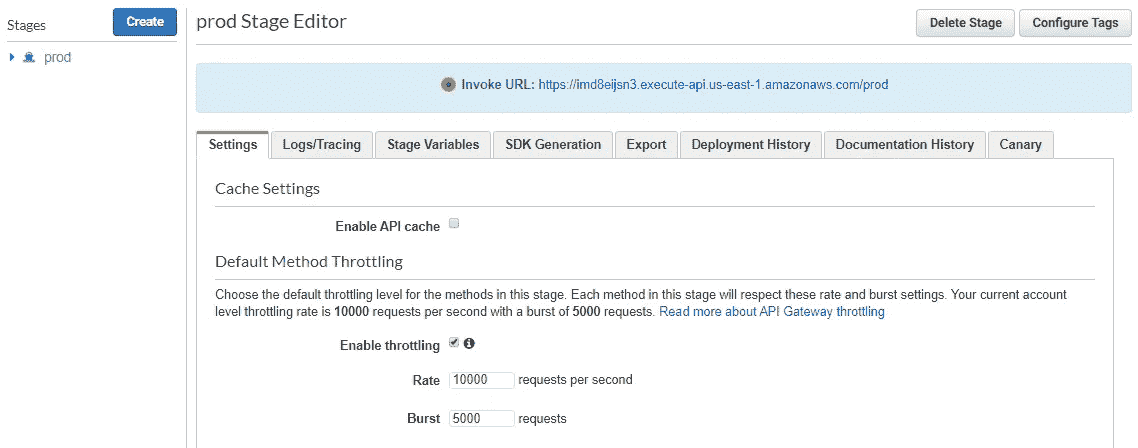 Stages
Create
prod
prod Stage Editor
Delete Stage
Configure Tags
Invoke URL: https://imd8eijsn3.execute-api.us-east-1.amazonaws.com/prod
Settings
Logs/Tracing
Stage Variables
SDK Generation
Export
Deployment History
Documentation History
Canary
Cache Settings
Enable API cache
Default Method Throttling
Choose the default throttling level for the methods in this stage. Each method in this stage will respect these rate and burst settings. Your current account
level throttling rate is 10000 requests per second with a burst of 5000 requests. Read more about API Gateway throttling
Enable throttling
Rate 10000 requests per second
Burst 5000 requests